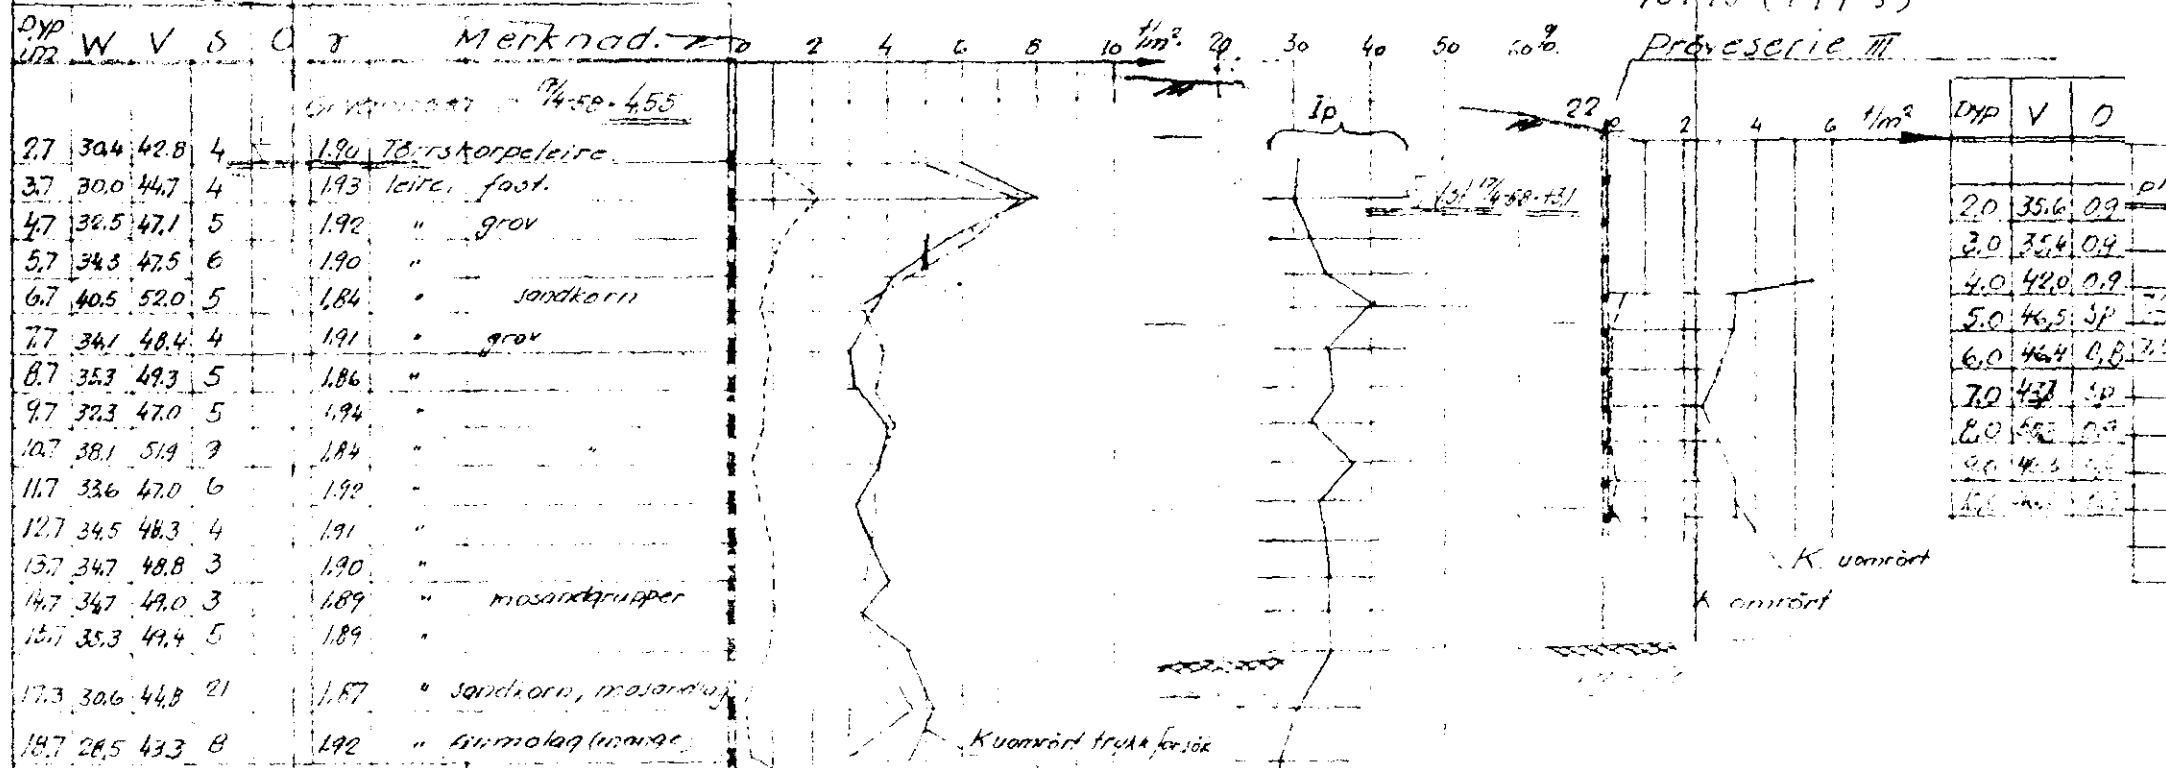 DYP i m W V S O γ Merknad. 0 2 4 6 8 10 t/m² 20 30 40 50 60%
Prøveserie III
4/4-58 - 4.55
Ip
22
0 2 4 6 t/m²
DYP V O
2.7 30.4 42.8 4 1.90 Tørrskorpeleire
3.7 30.0 44.7 4 1.93 leire, fast.
17/4-58
4.7 32.5 47.1 5 1.92 " grov
5.7 34.3 47.5 6 1.90 "
6.7 40.5 52.0 5 1.84 " sandkorn
7.7 34.1 48.4 4 1.91 " grov
8.7 35.3 49.3 5 1.86 "
9.7 32.3 47.0 5 1.94 "
10.7 38.1 51.9 3 1.84 " "
11.7 33.6 47.0 6 1.92 "
12.7 34.5 48.3 4 1.91 "
13.7 34.7 48.8 3 1.90 "
14.7 34.7 49.0 3 1.89 " mosandgrupper
15.7 35.3 49.4 5 1.89 "
17.3 30.6 44.8 21 1.87 " sandkorn,
18.7 28.5 43.3 8 1.92 "
2.0 35.6 0.9
3.0 35.4 0.9
4.0 42.0 0.9
5.0 46.5 sp
6.0 46.4 0.8
7.0 sp
8.0 0.9
9.0
K uomrört
K omrört
K uomrört trykkforsök